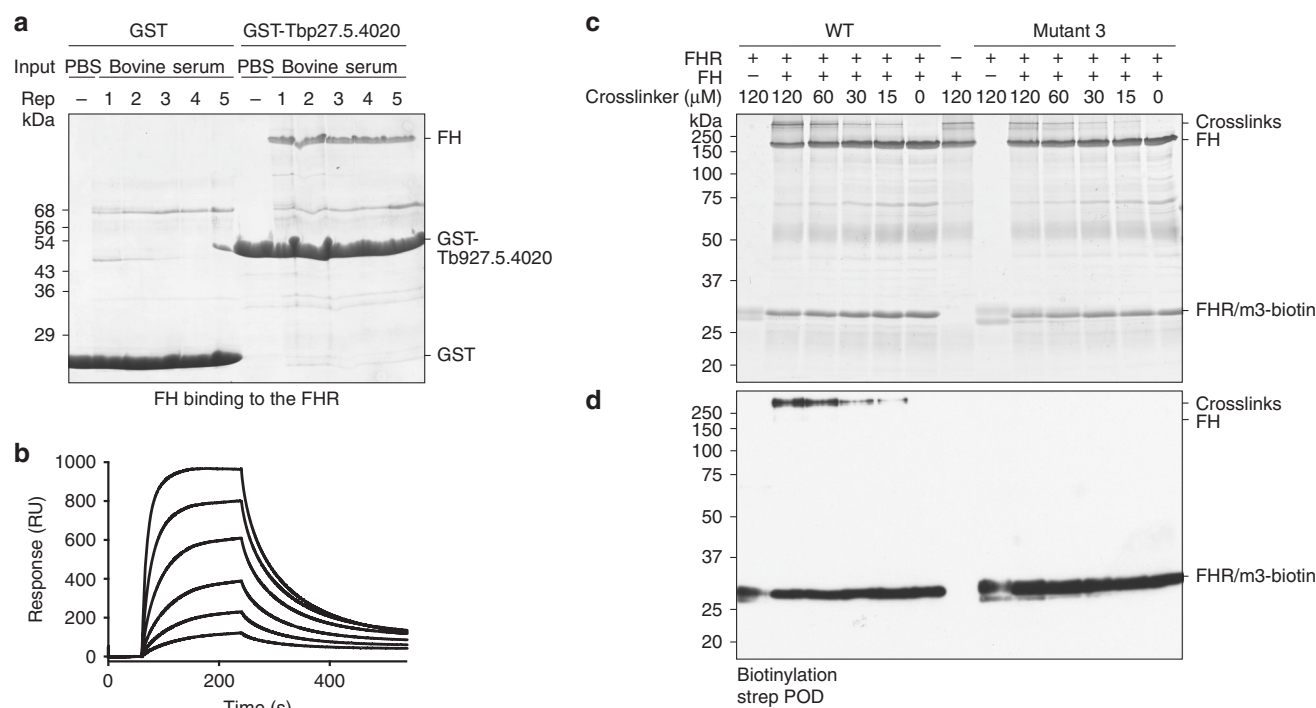 a
GST GST-Tbp27.5.4020
Input PBS Bovine serum PBS Bovine serum
Rep – 1 2 3 4 5 – 1 2 3 4 5
kDa
FH
68
56
54
GST-
Tb927.5.4020
43
36
29
GST
FH binding to the FHR
b
Response (RU)
1000
800
600
400
200
0
0 200 400
Time (s)
c
WT Mutant 3
FHR + + + + + + – + + + + + +
FH – + + + + + + – + + + + +
Crosslinker (μM) 120 120 60 30 15 0 120 120 120 60 30 15 0
kDa
Crosslinks
250
FH
150
100
75
50
37
FHR/m3-biotin
25
20
d
Crosslinks
250
FH
150
100
75
50
37
FHR/m3-biotin
25
20
Biotinylation
strep POD